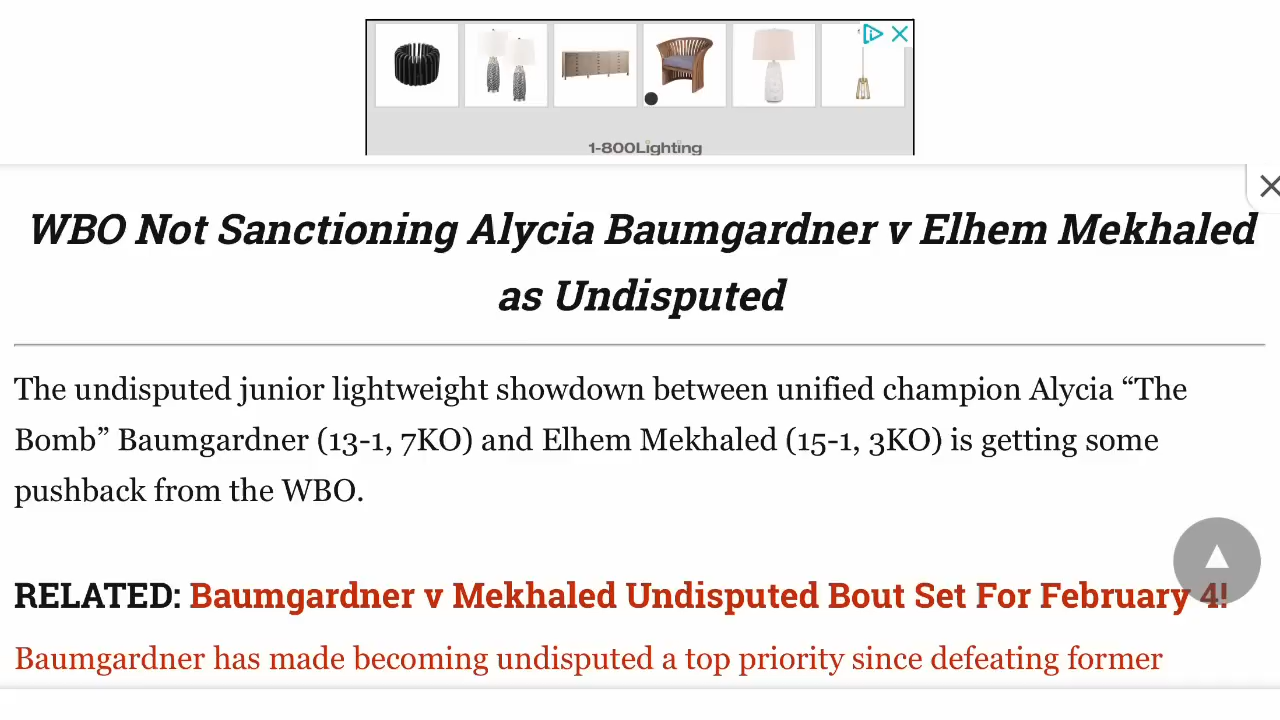 1-800Lighting
WBO Not Sanctioning Alycia Baumgardner v Elhem Mekhaled
as Undisputed
The undisputed junior lightweight showdown between unified champion Alycia “The
Bomb” Baumgardner (13-1, 7KO) and Elhem Mekhaled (15-1, 3KO) is getting some
pushback from the WBO.
RELATED: Baumgardner v Mekhaled Undisputed Bout Set For February 4!
Baumgardner has made becoming undisputed a top priority since defeating former